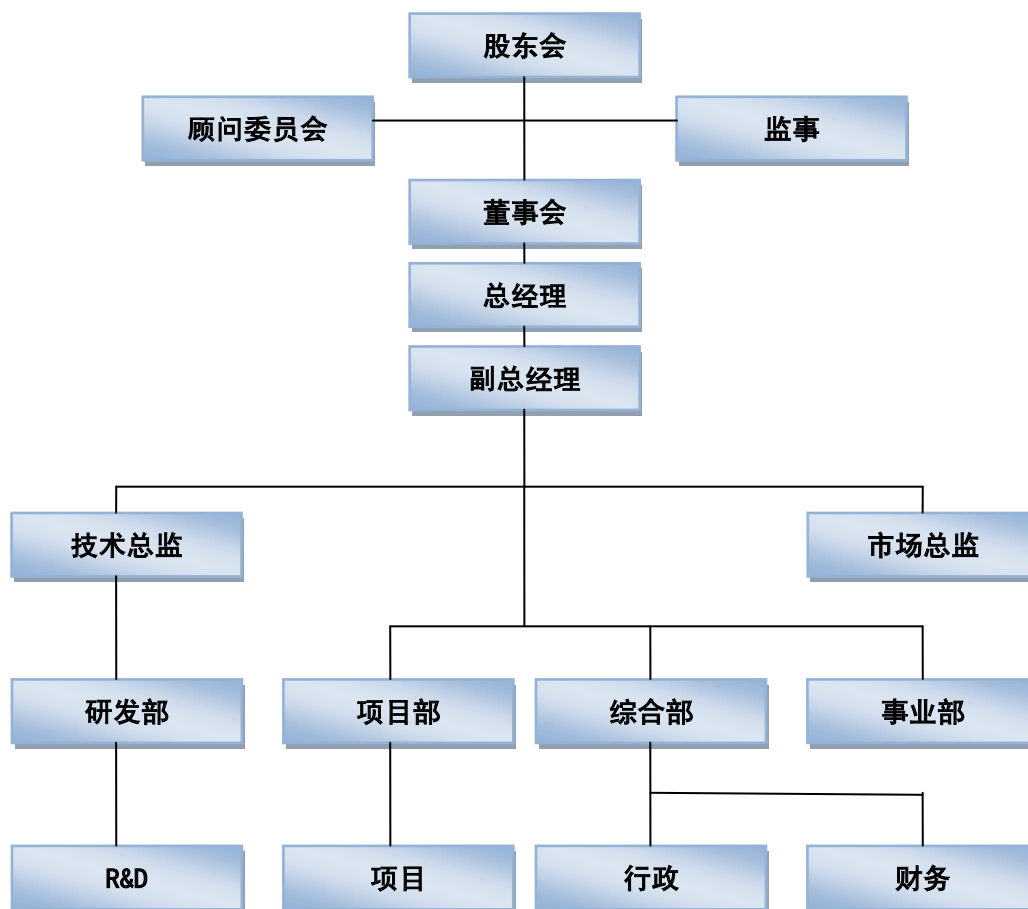 股东会
顾问委员会
监事
董事会
总经理
副总经理
技术总监
市场总监
研发部
项目部
综合部
事业部
R&D
项目
行政
财务